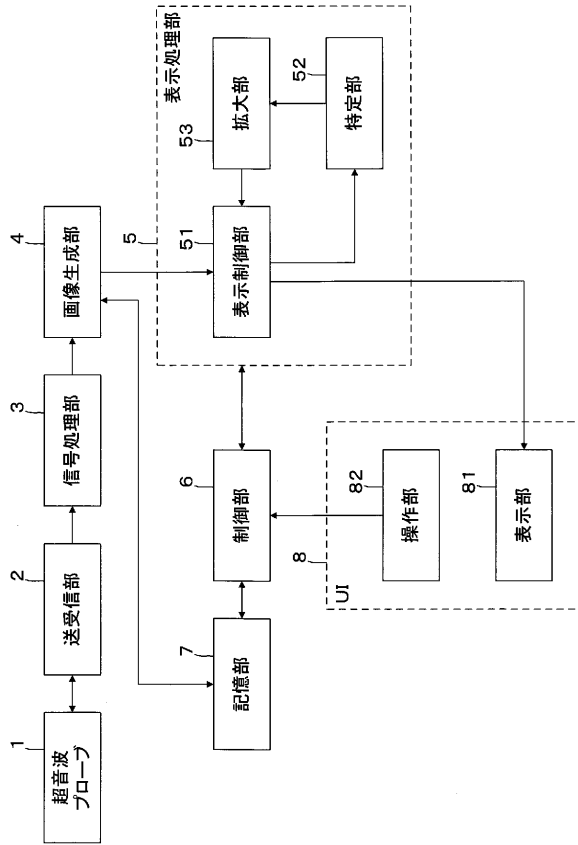 1
超音波
プローブ
2
送受信部
3
信号処理部
4
画像生成部
5
表示処理部
51
表示制御部
53
拡大部
52
特定部
6
制御部
7
記憶部
8
UI
82
操作部
81
表示部